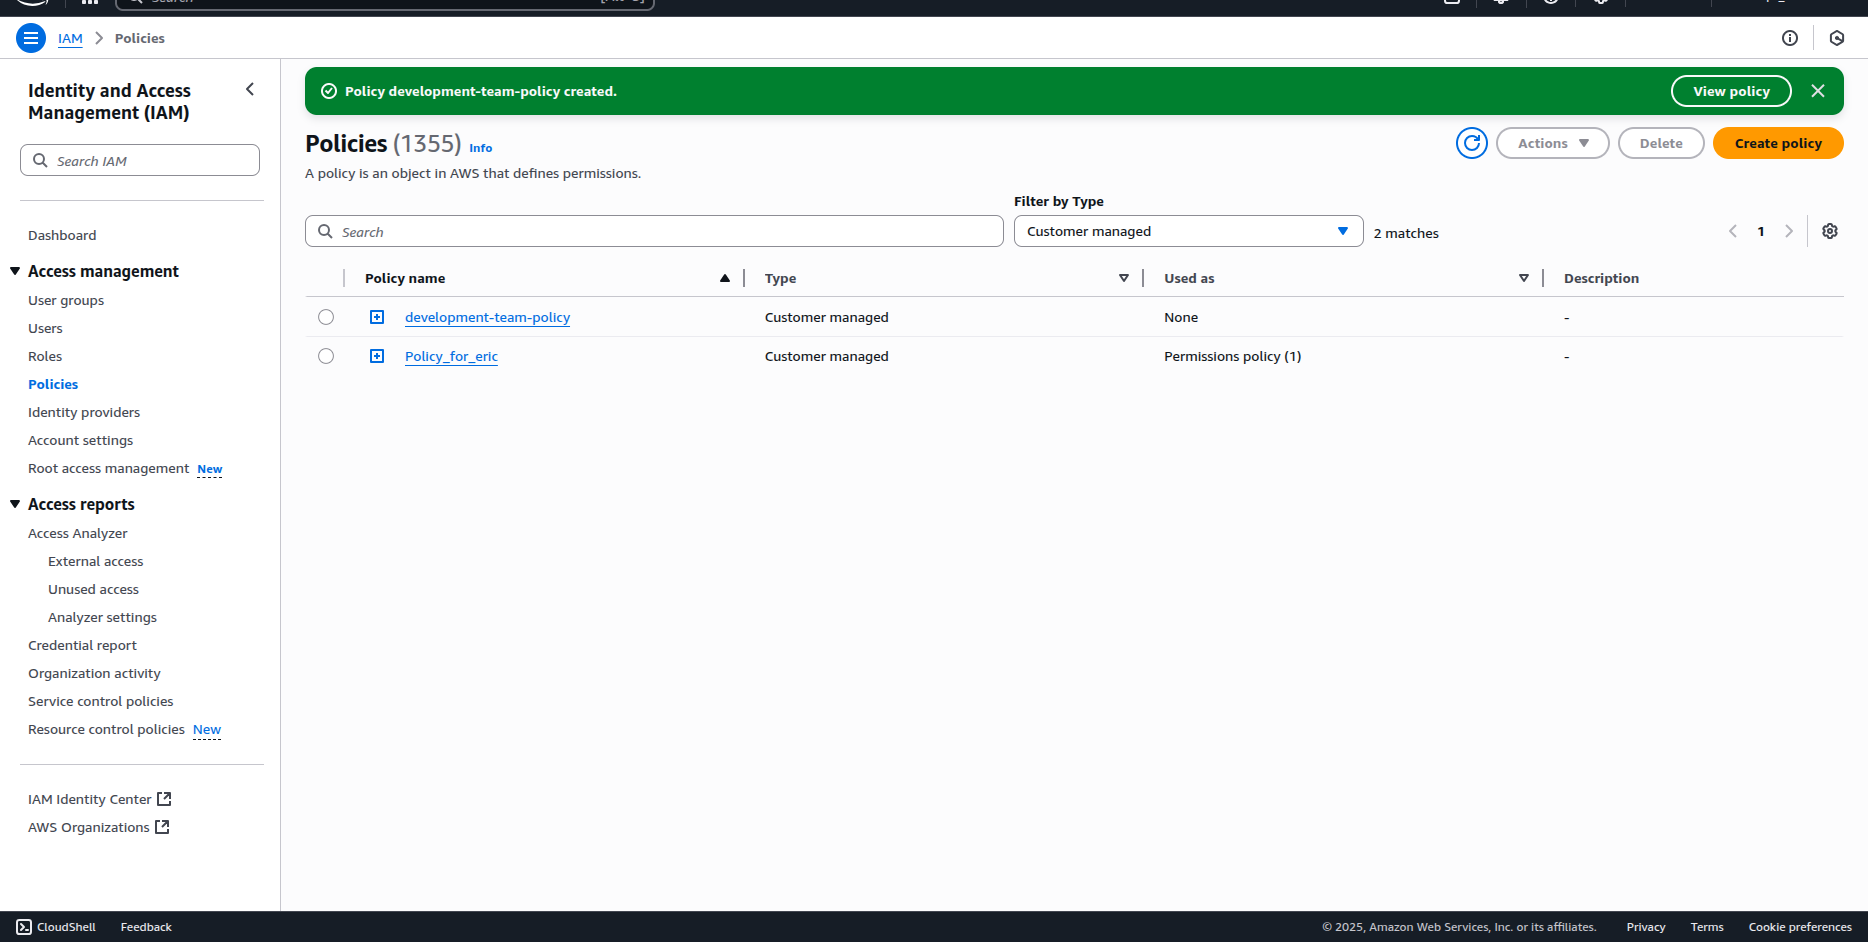 IAM > Policies
Identity and Access
Management (IAM)
Search IAM
Dashboard
Access management
User groups
Users
Roles
Policies
Identity providers
Account settings
Root access management New
Access reports
Access Analyzer
External access
Unused access
Analyzer settings
Credential report
Organization activity
Service control policies
Resource control policies New
IAM Identity Center
AWS Organizations
Policy development-team-policy created.
View policy
Policies (1355) Info
Actions
Delete
Create policy
A policy is an object in AWS that defines permissions.
Filter by Type
Search
Customer managed
2 matches
1
Policy name Type Used as Description
development-team-policy Customer managed None -
Policy_for_eric Customer managed Permissions policy (1) -
CloudShell Feedback © 2025, Amazon Web Services, Inc. or its affiliates. Privacy Terms Cookie preferences